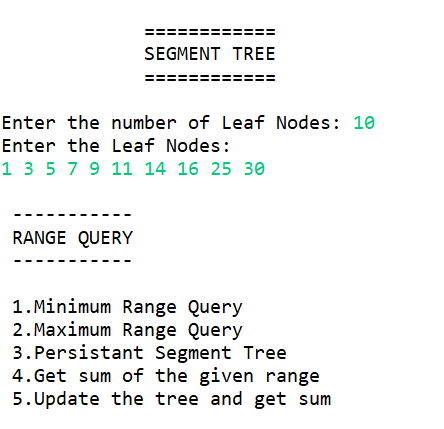 ============
SEGMENT TREE
============
Enter the number of Leaf Nodes: 10
Enter the Leaf Nodes:
1 3 5 7 9 11 14 16 25 30
-----------
RANGE QUERY
-----------
1.Minimum Range Query
2.Maximum Range Query
3.Persistant Segment Tree
4.Get sum of the given range
5.Update the tree and get sum